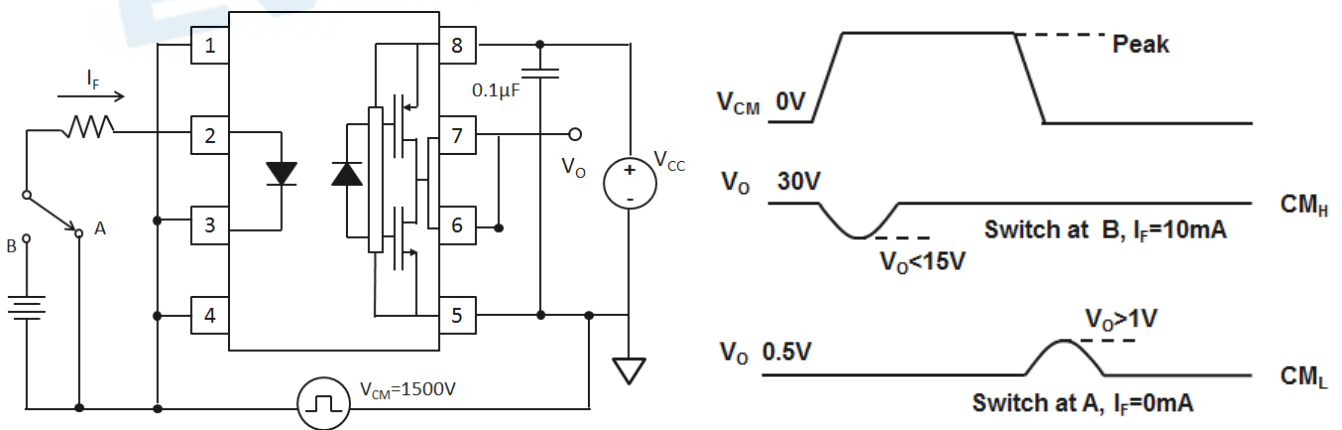 1
8
I_F
0.1μF
2
7
V_O
V_CC
+
-
3
6
A
B
4
5
V_CM=1500V
Peak
V_CM 0V
V_O 30V
CM_H
Switch at B, I_F=10mA
V_O<15V
V_O>1V
V_O 0.5V
CM_L
Switch at A, I_F=0mA